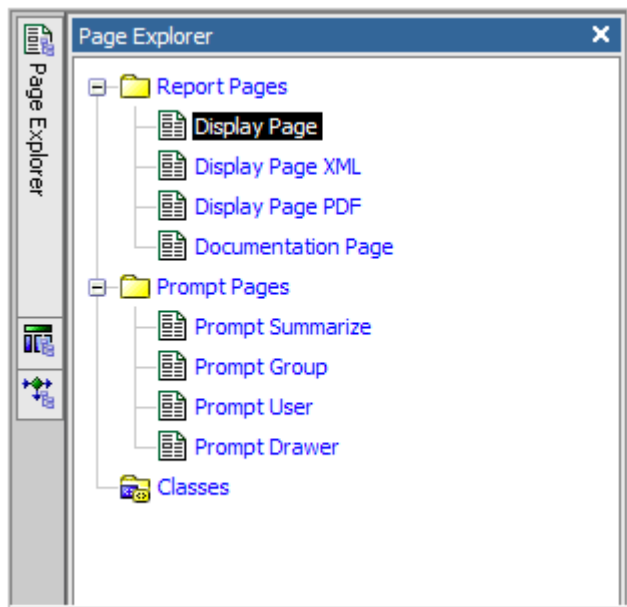 Page Explorer
Page Explorer
Report Pages
Display Page
Display Page XML
Display Page PDF
Documentation Page
Prompt Pages
Prompt Summarize
Prompt Group
Prompt User
Prompt Drawer
Classes